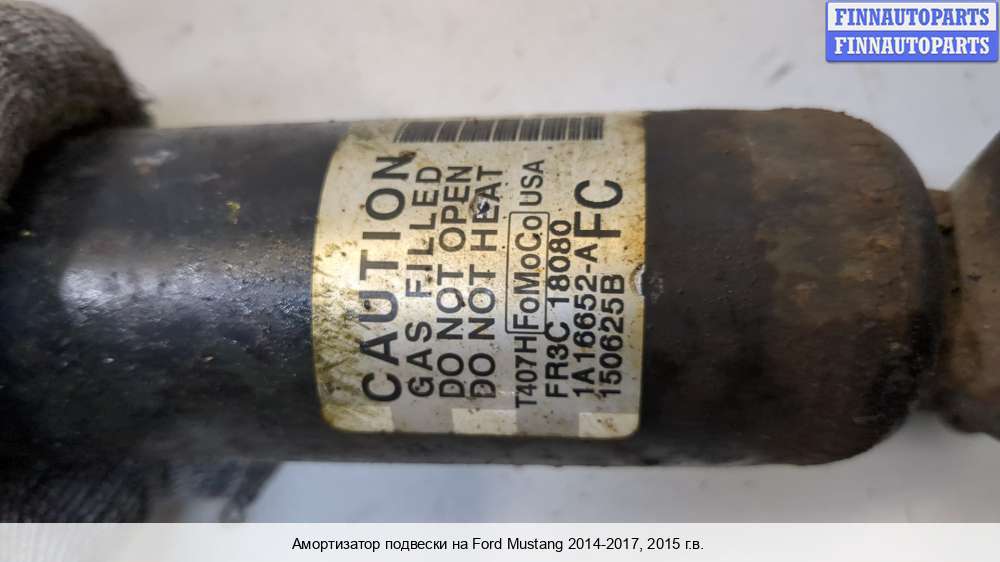 FINNAUTOPARTS
FINNAUTOPARTS
CAUTION
GAS FILLED
DO NOT OPEN
DO NOT HEAT
T407H FoMoCo USA
FR3C 18080
1A16652-A FC
150625B
Амортизатор подвески на Ford Mustang 2014-2017, 2015 г.в.